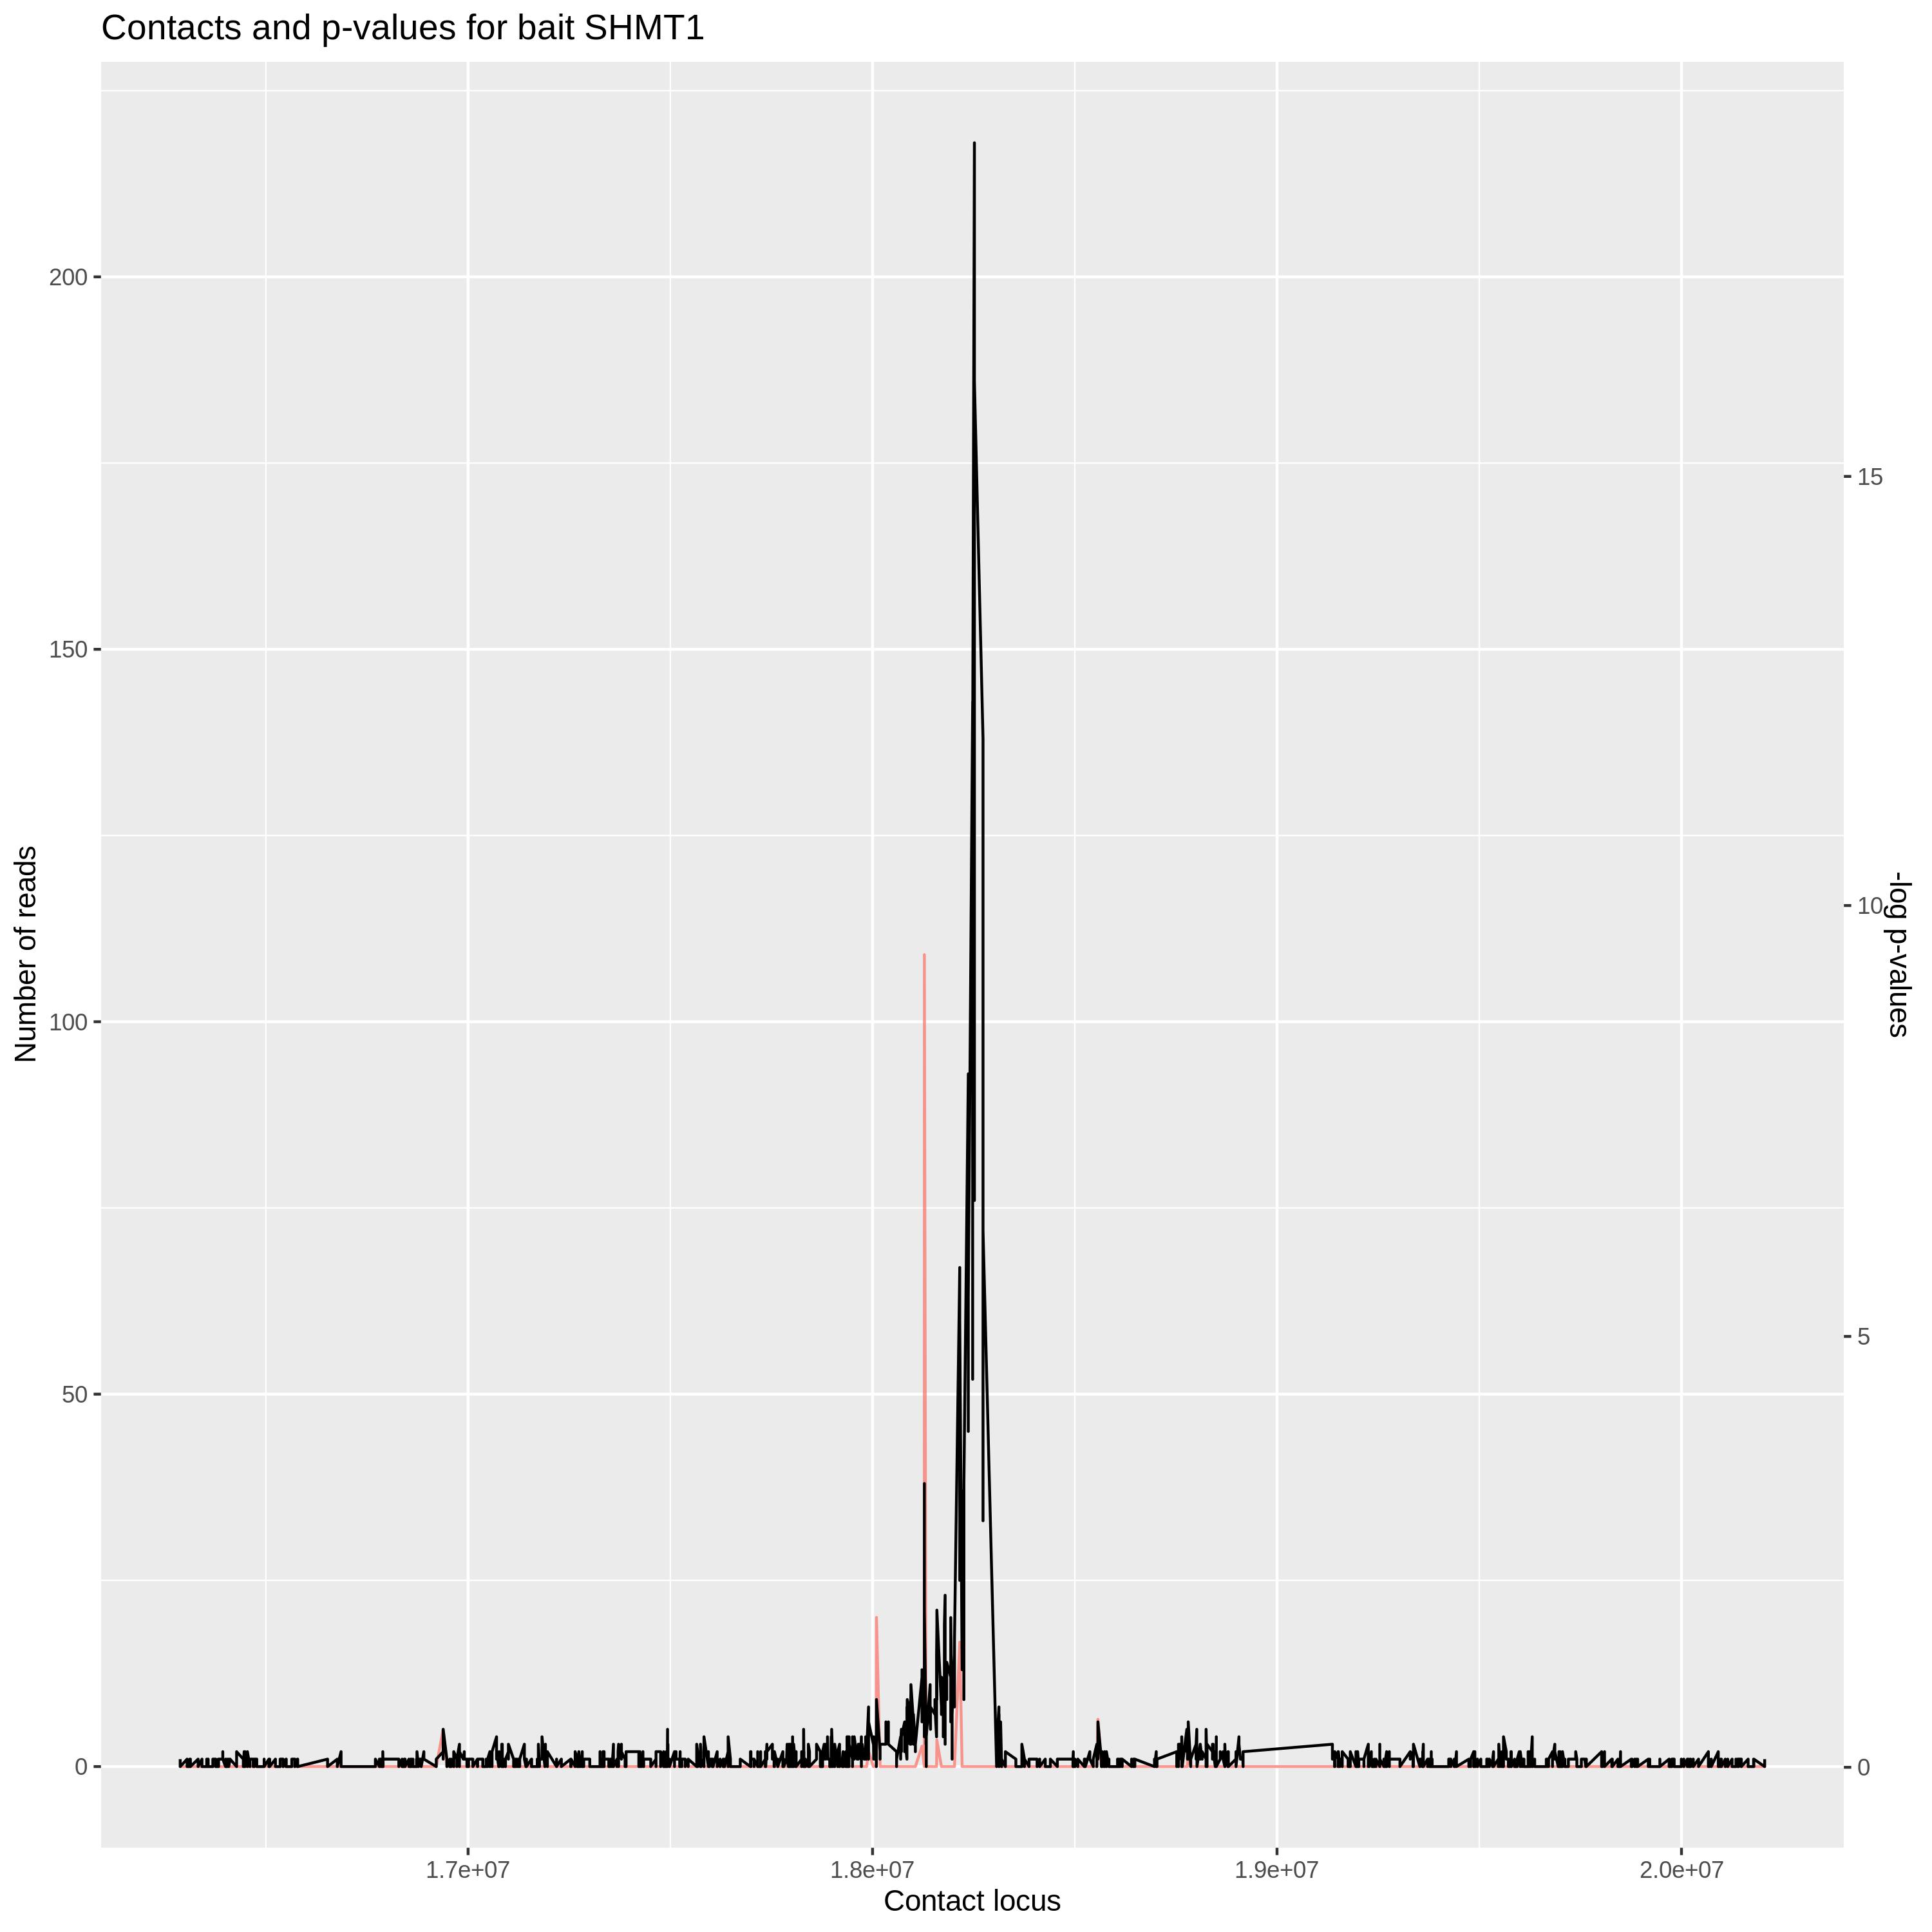 Contacts and p-values for bait SHMT1
200
150
100
50
0
Number of reads
15
10
5
0
-log p-values
1.7e+07
1.8e+07
1.9e+07
2.0e+07
Contact locus